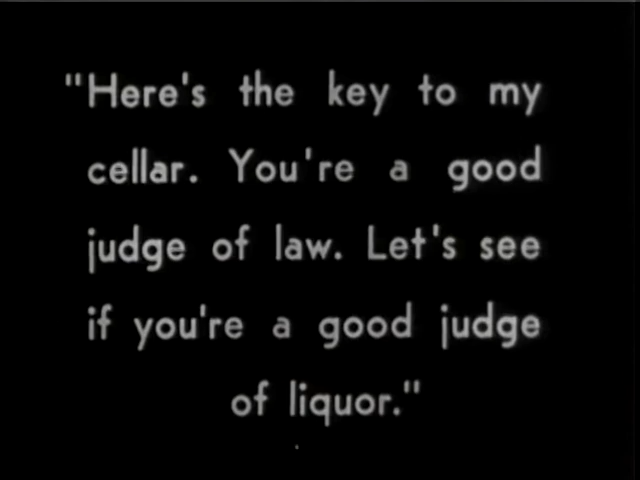 "Here's the key to my
cellar. You're a good
judge of law. Let's see
if you're a good judge
of liquor."